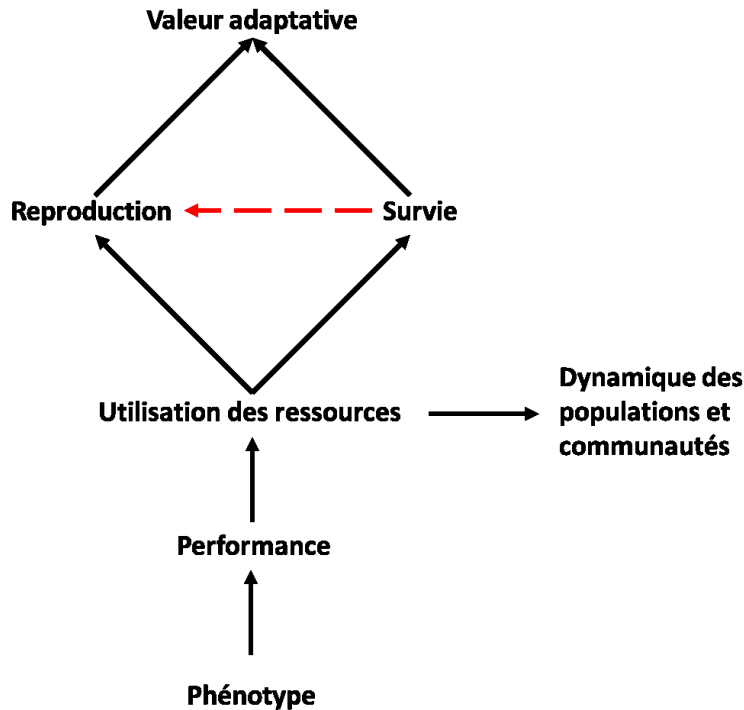 Valeur adaptative
Reproduction
Survie
Utilisation des ressources
Dynamique des
populations et
communautés
Performance
Phénotype